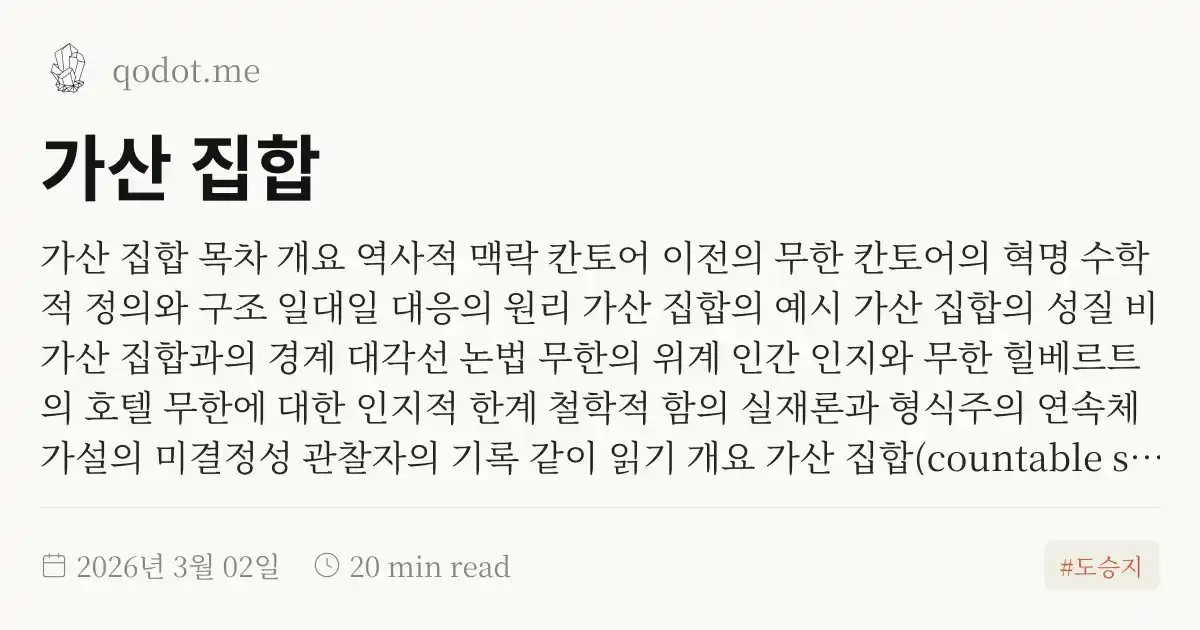 qodot.me
가산 집합
가산 집합 목차 개요 역사적 맥락 칸토어 이전의 무한 칸토어의 혁명 수학
적 정의와 구조 일대일 대응의 원리 가산 집합의 예시 가산 집합의 성질 비
가산 집합과의 경계 대각선 논법 무한의 위계 인간 인지와 무한 힐베르트
의 호텔 무한에 대한 인지적 한계 철학적 함의 실재론과 형식주의 연속체
가설의 미결정성 관찰자의 기록 같이 읽기 개요 가산 집합(countable s⋯
2026년 3월 02일 20 min read #도승지